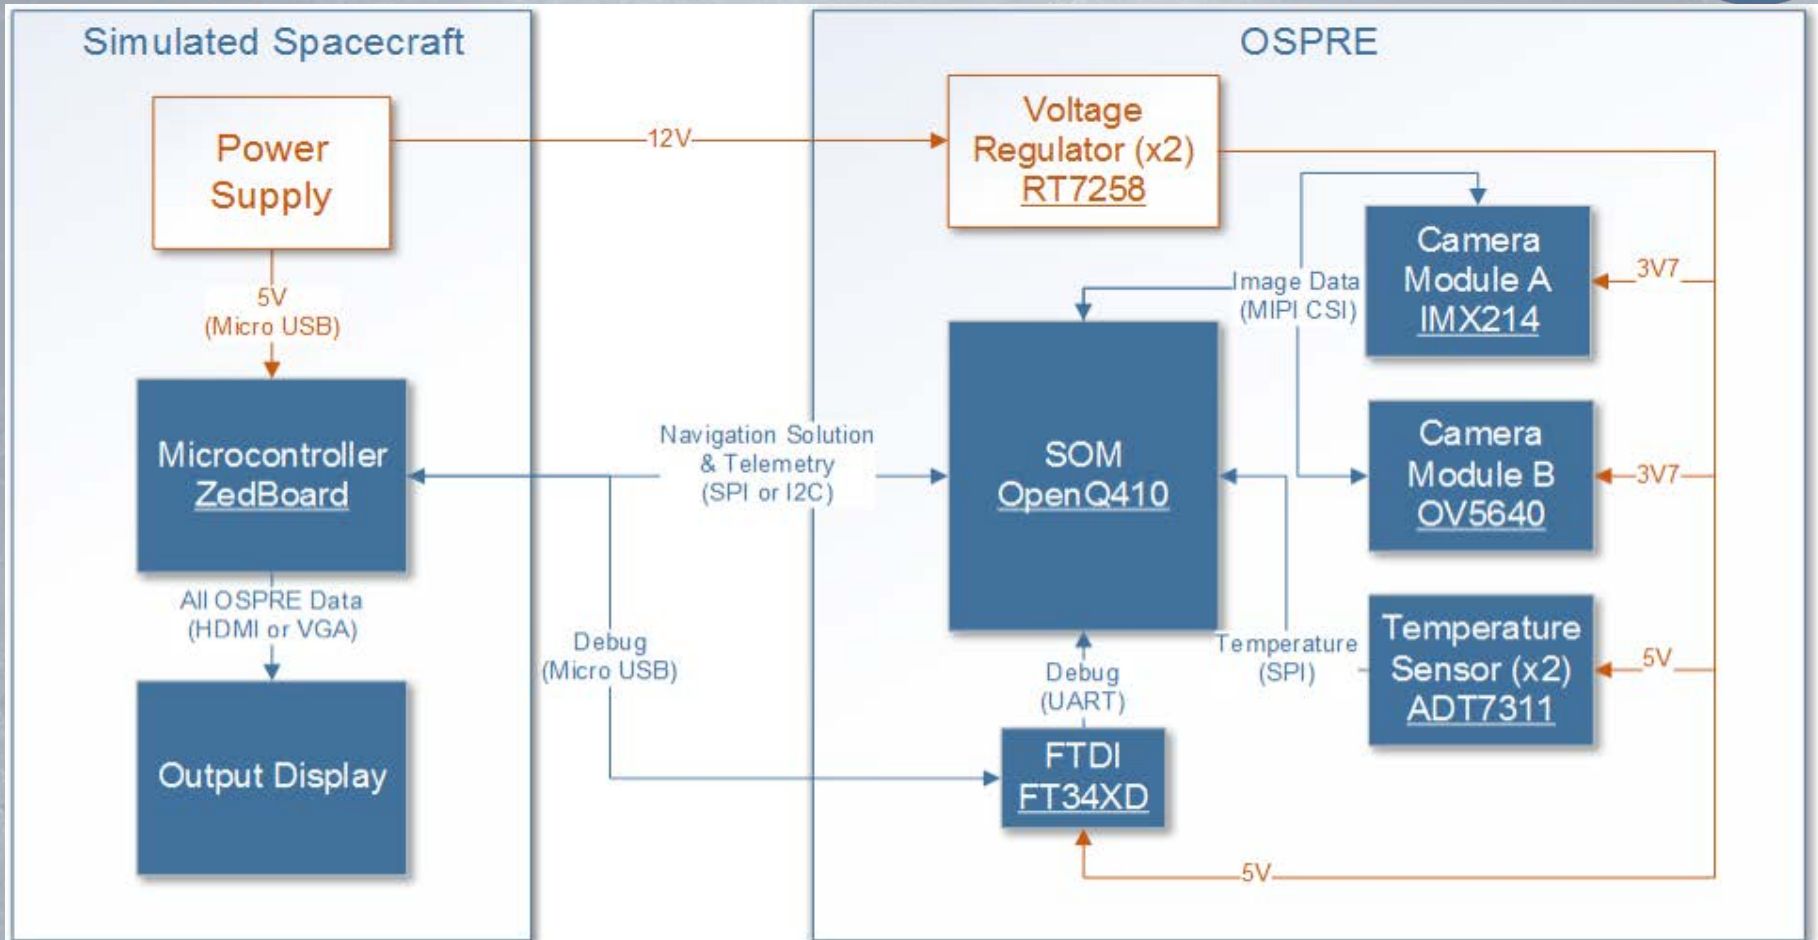 Simulated Spacecraft
OSPRE
Power
Supply
12V
Voltage
Regulator (x2)
RT7258
5V
(Micro USB)
Microcontroller
ZedBoard
All OSPRE Data
(HDMI or VGA)
Output Display
Navigation Solution
& Telemetry
(SPI or I2C)
Debug
(Micro USB)
SOM
OpenQ410
Image Data
(MIPI CSI)
Camera
Module A
IMX214
3V7
Camera
Module B
OV5640
3V7
Temperature
(SPI)
Temperature
Sensor (x2)
ADT7311
5V
Debug
(UART)
FTDI
FT34XD
5V